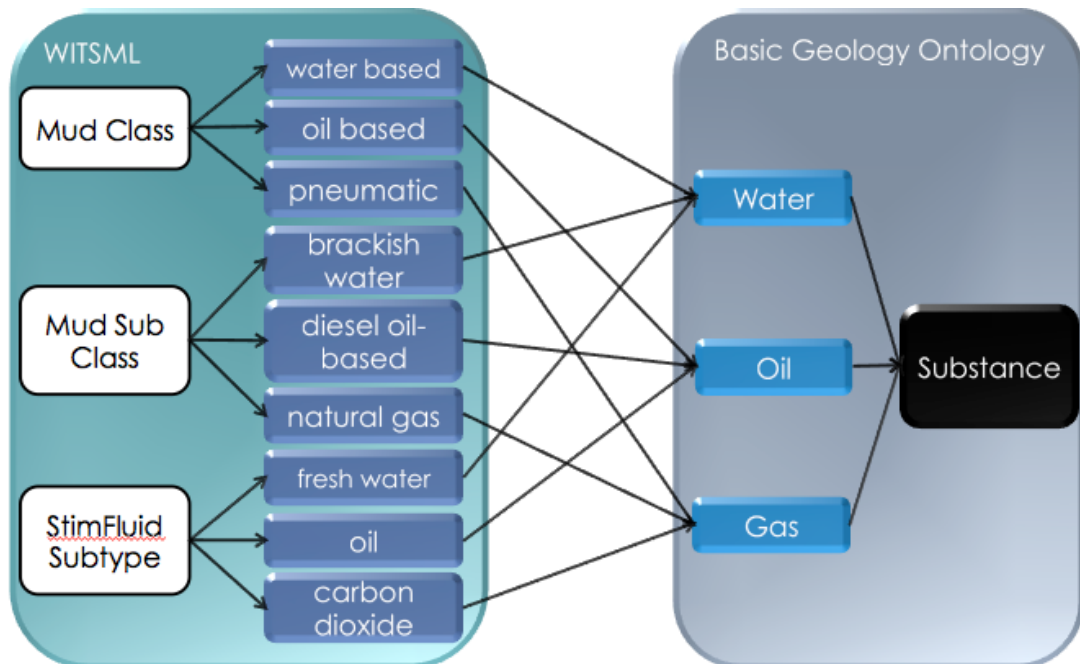 WITSML
Mud Class
water based
oil based
pneumatic
Mud Sub
Class
brackish
water
diesel oil-
based
natural gas
StimFluid
Subtype
fresh water
oil
carbon
dioxide
Basic Geology Ontology
Water
Oil
Gas
Substance